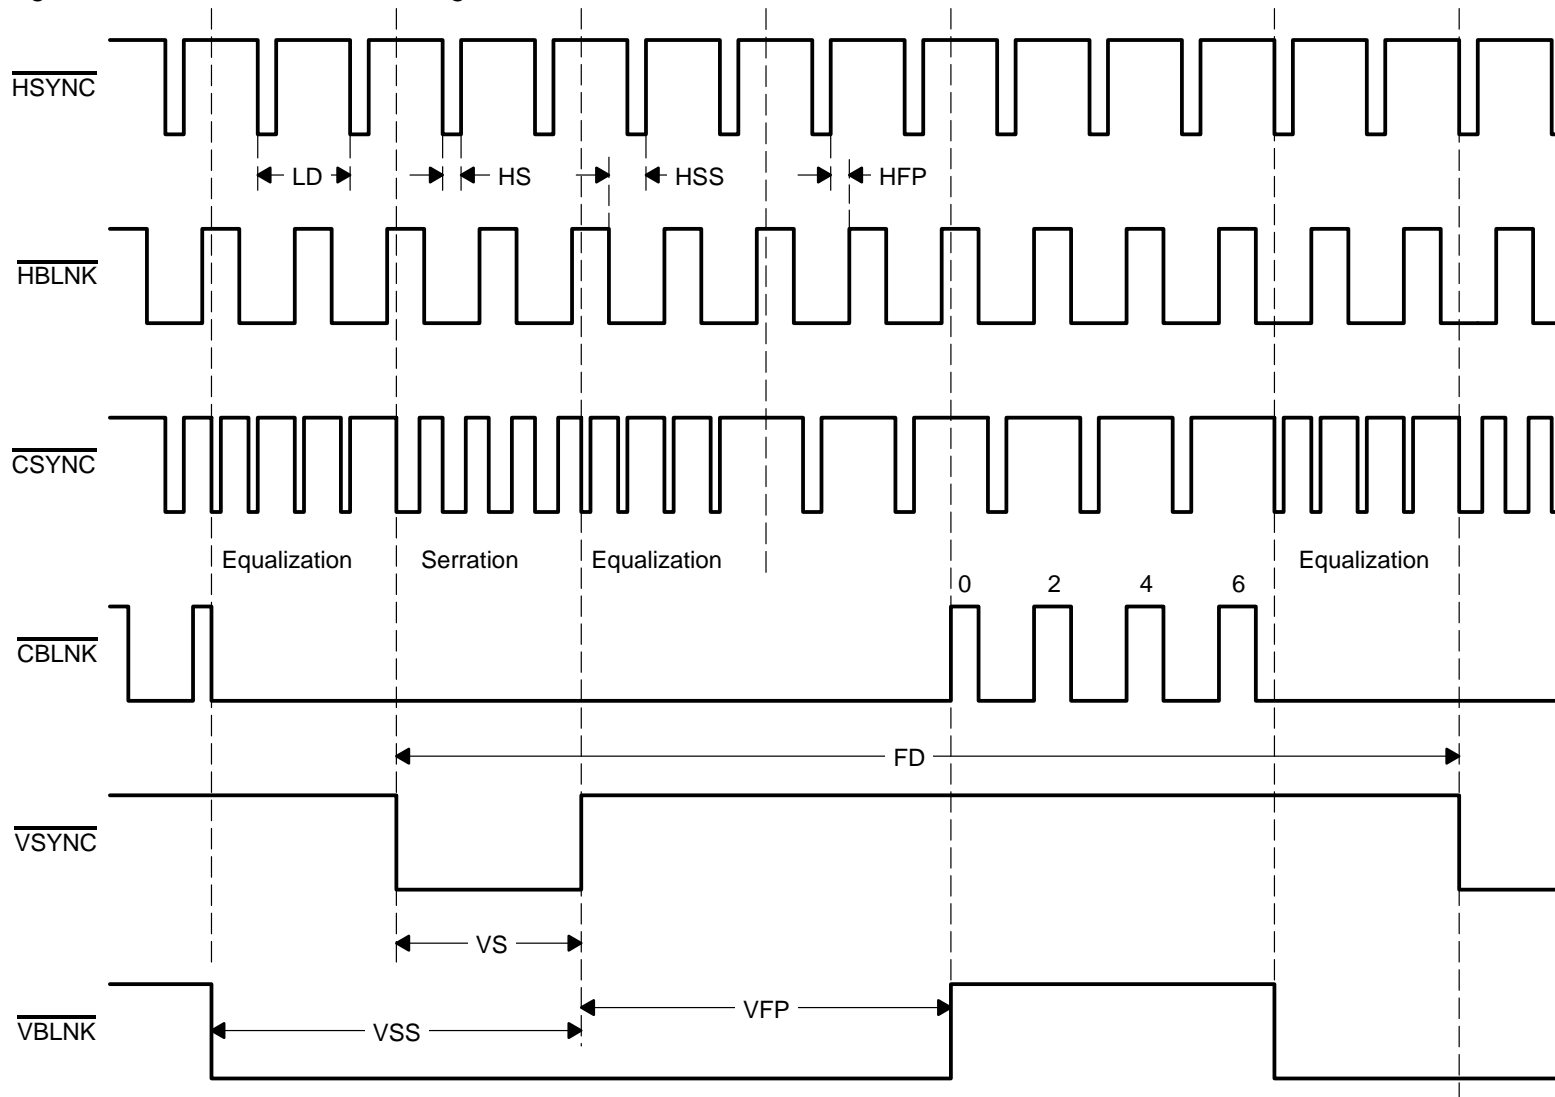 HSYNC
LD
HS
HSS
HFP
HBLNK
CSYNC
Equalization
Serration
Equalization
Equalization
0
2
4
6
CBLNK
FD
VSYNC
VS
VFP
VSS
VBLNK